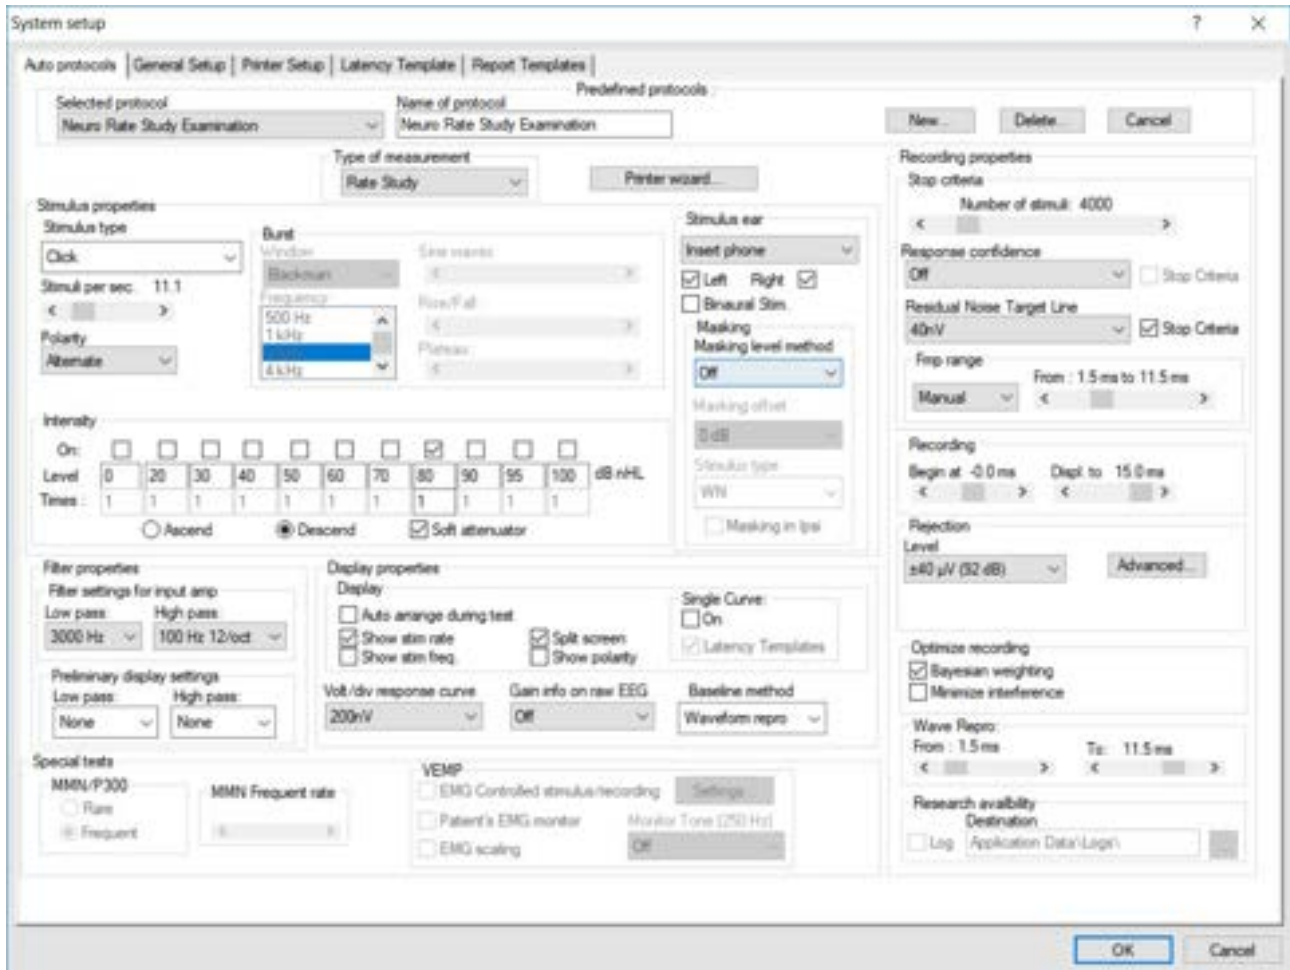 System setup
Auto protocols General Setup Printer Setup Latency Template Report Templates
Predefined protocols
Selected protocol
Neuro Rate Study Examination
Name of protocol
Neuro Rate Study Examination
New...
Delete...
Cancel
Type of measurement
Rate Study
Printer wizard...
Stimulus properties
Stimulus type
Click
Stimuli per sec. 11.1
Polarity
Alternate
Burst
Window
Blackman
Frequency
500 Hz
1 kHz
4 kHz
Sine waves
Rise/Fall
Plateau
Stimulus ear
Insert phone
Left Right
Binaural Stim.
Masking
Masking level method
Off
Masking offset
0 dB
Stimulus type
WN
Masking in Ipsi
Intensity
On:
Level 0 20 30 40 50 60 70 80 90 95 100 dB nHL
Times : 1 1 1 1 1 1 1 1 1 1 1
Ascend Descend Soft attenuator
Filter properties
Filter settings for input amp
Low pass: High pass:
3000 Hz 100 Hz 12/oct
Preliminary display settings
Low pass: High pass:
None None
Display properties
Display
Auto arrange during test
Show stim rate Split screen
Show stim freq. Show polarity
Single Curve:
On
Latency Templates
Volt/div response curve
200nV
Gain info on raw EEG
Off
Baseline method
Waveform repro
Special tests
MMN/P300
Rare
Frequent
MMN Frequent rate
VEMP
EMG Controlled stimulus/recording
Settings...
Patient's EMG monitor
EMG scaling
Monitor Tone (250 Hz)
Off
Recording properties
Stop criteria
Number of stimuli: 4000
Response confidence
Off
Stop Criteria
Residual Noise Target Line
40nV
Stop Criteria
Fmp range
Manual
From : 1.5 ms to 11.5 ms
Recording
Begin at -0.0 ms Displ. to 15.0 ms
Rejection
Level
±40 µV (92 dB)
Advanced...
Optimize recording
Bayesian weighting
Minimize interference
Wave Repro:
From : 1.5 ms To: 11.5 ms
Research availbility
Destination
Log Application Data\Logs\
...
OK
Cancel